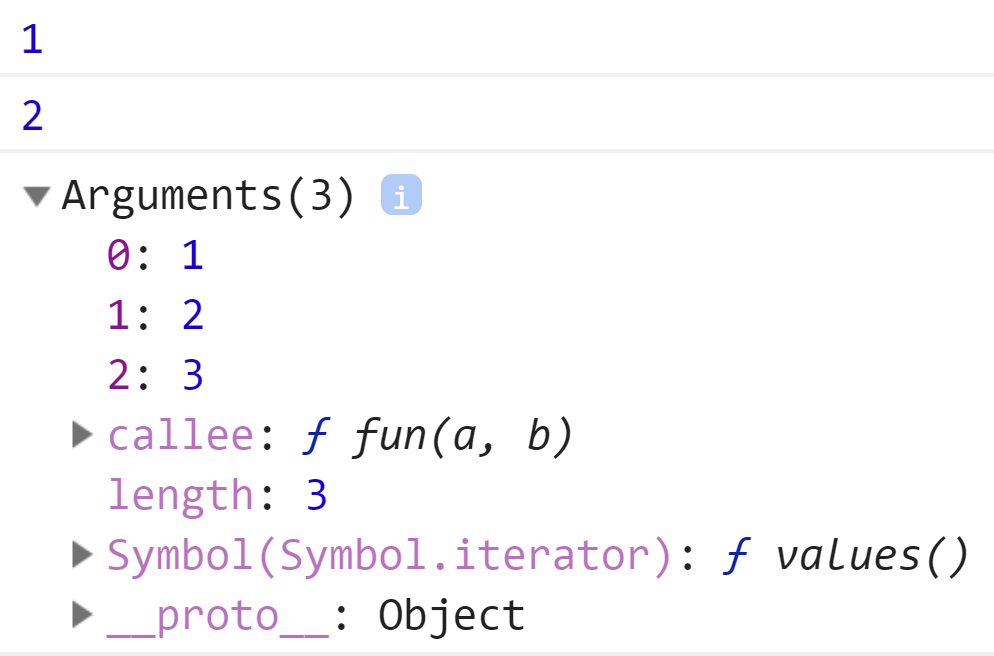 1
2
▼Arguments(3) i
0: 1
1: 2
2: 3
▶callee: ƒ fun(a, b)
length: 3
▶Symbol(Symbol.iterator): ƒ values()
▶__proto__: Object